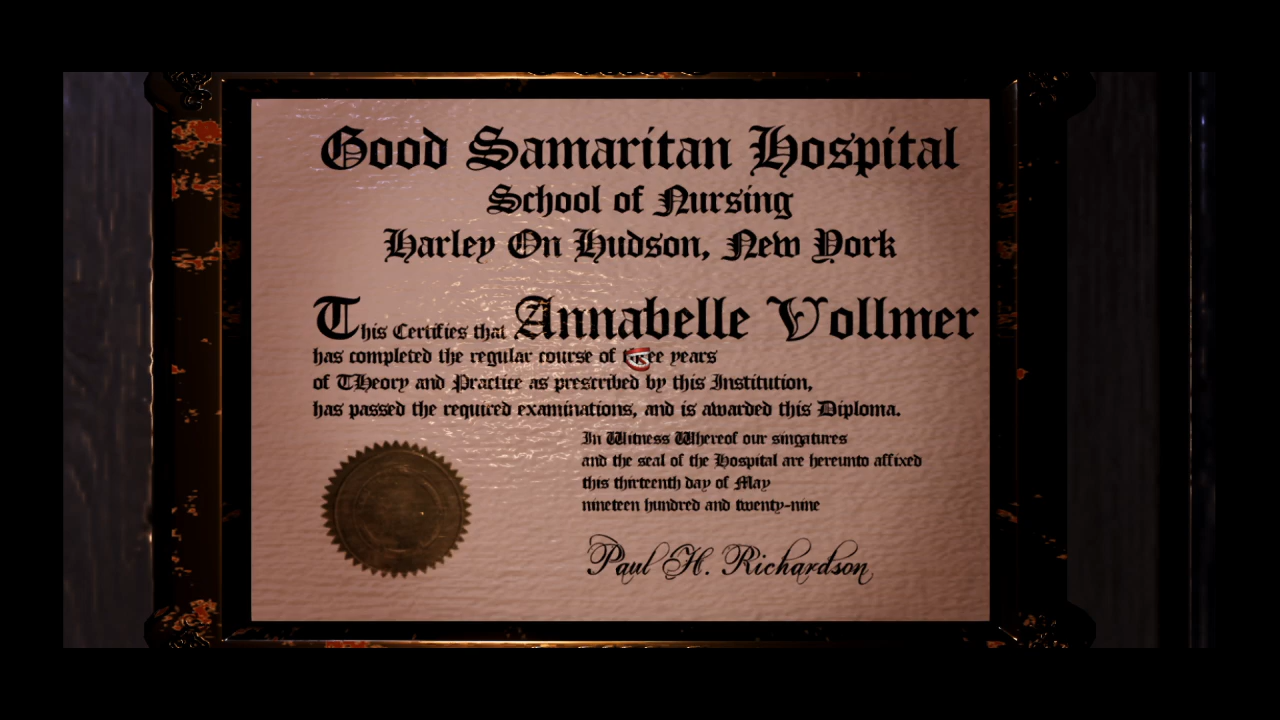 Good Samaritan Hospital
School of Nursing
Harley On Hudson, New York
This Certifies that Annabelle Vollmer
has completed the regular course of three years
of THeory and Practice as prescribed by this Institution,
has passed the required examinations, and is awarded this Diploma.
In Witness Whereof our singatures
and the seal of the Hospital are hereunto affixed
this thirteenth day of May
nineteen hundred and twenty-nine
Paul H. Richardson